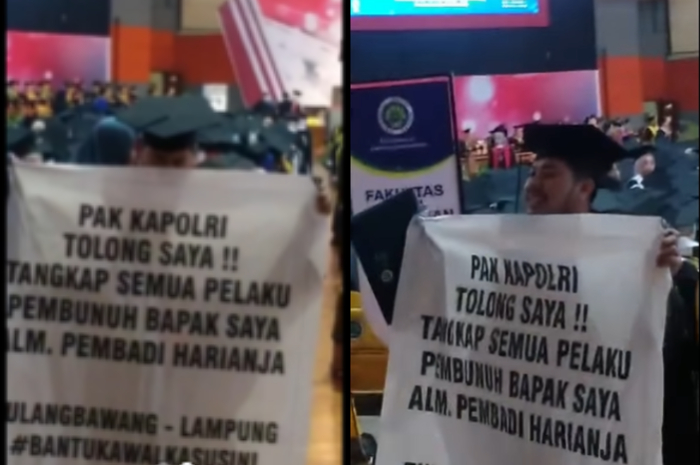 PAK KAPOLRI
TOLONG SAYA !!
TANGKAP SEMUA PELAKU
PEMBUNUH BAPAK SAYA
ALM. PEMBADI HARIANJA
ULANGBAWANG - LAMPUNG
#BANTUKAWALKASUSINI
FAKULTAS
PAK KAPOLRI
TOLONG SAYA !!
TANGKAP SEMUA PELAKU
PEMBUNUH BAPAK SAYA
ALM. PEMBADI HARIANJA